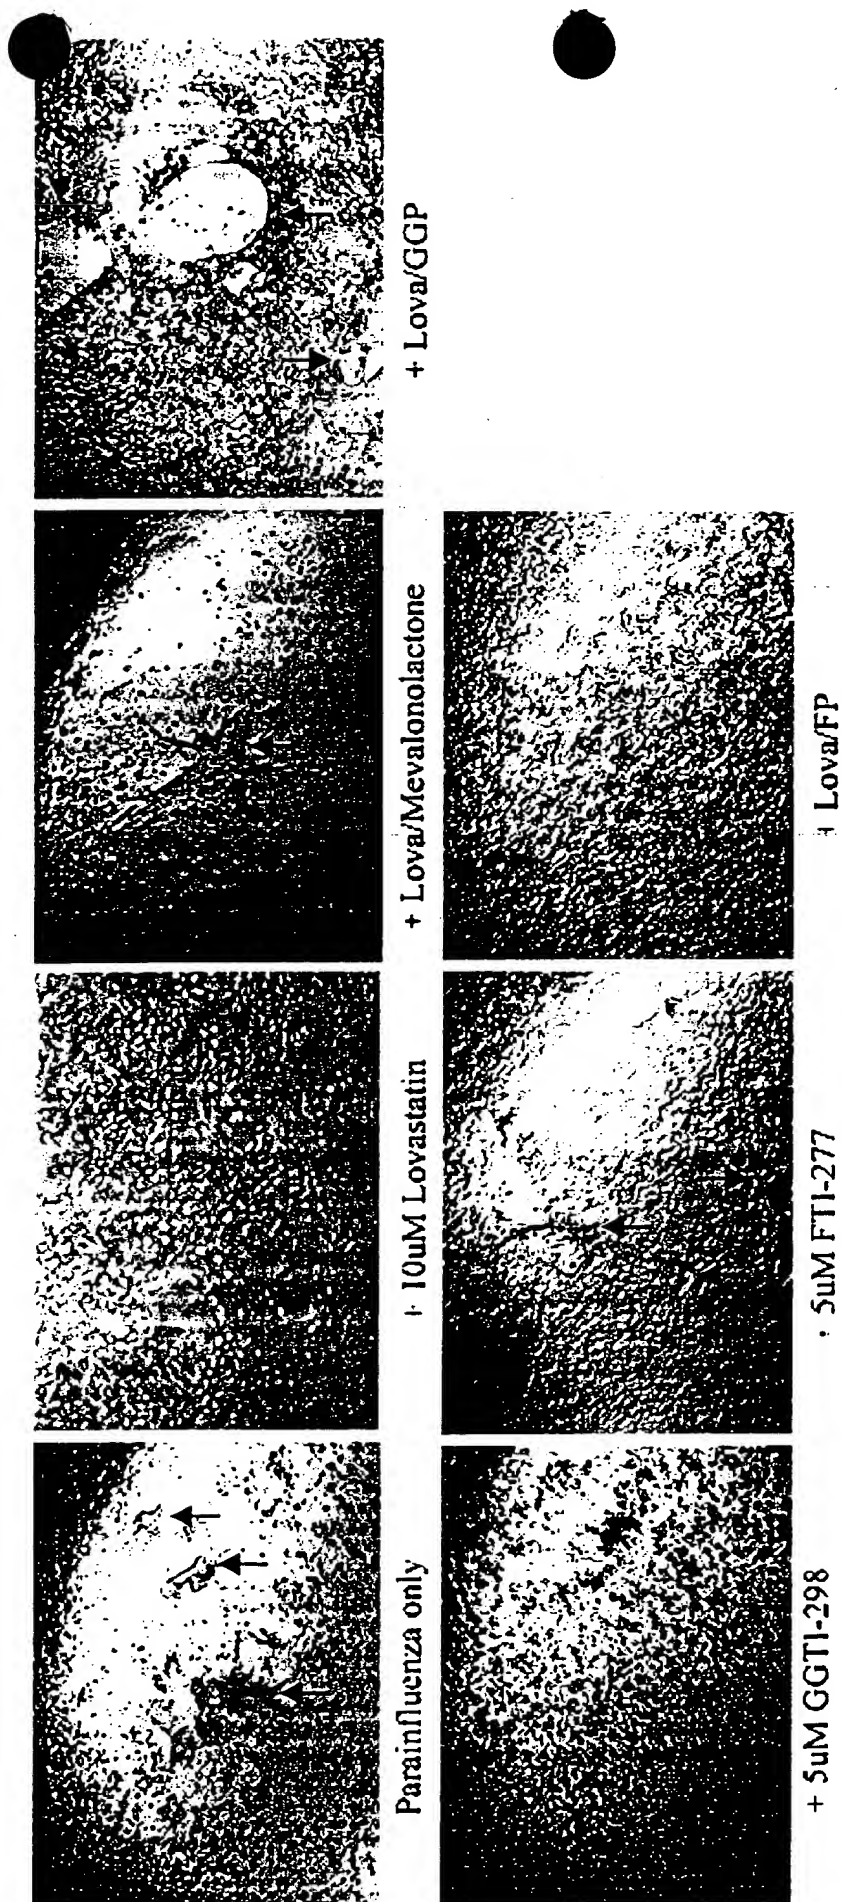 Parainfluenza only
+ 10uM Lovastatin
+ Lova/Mevalonolactone
+ Lova/GGP
+ 5uM GGTI-298
· 5uM FTI-277
+ Lova/FP